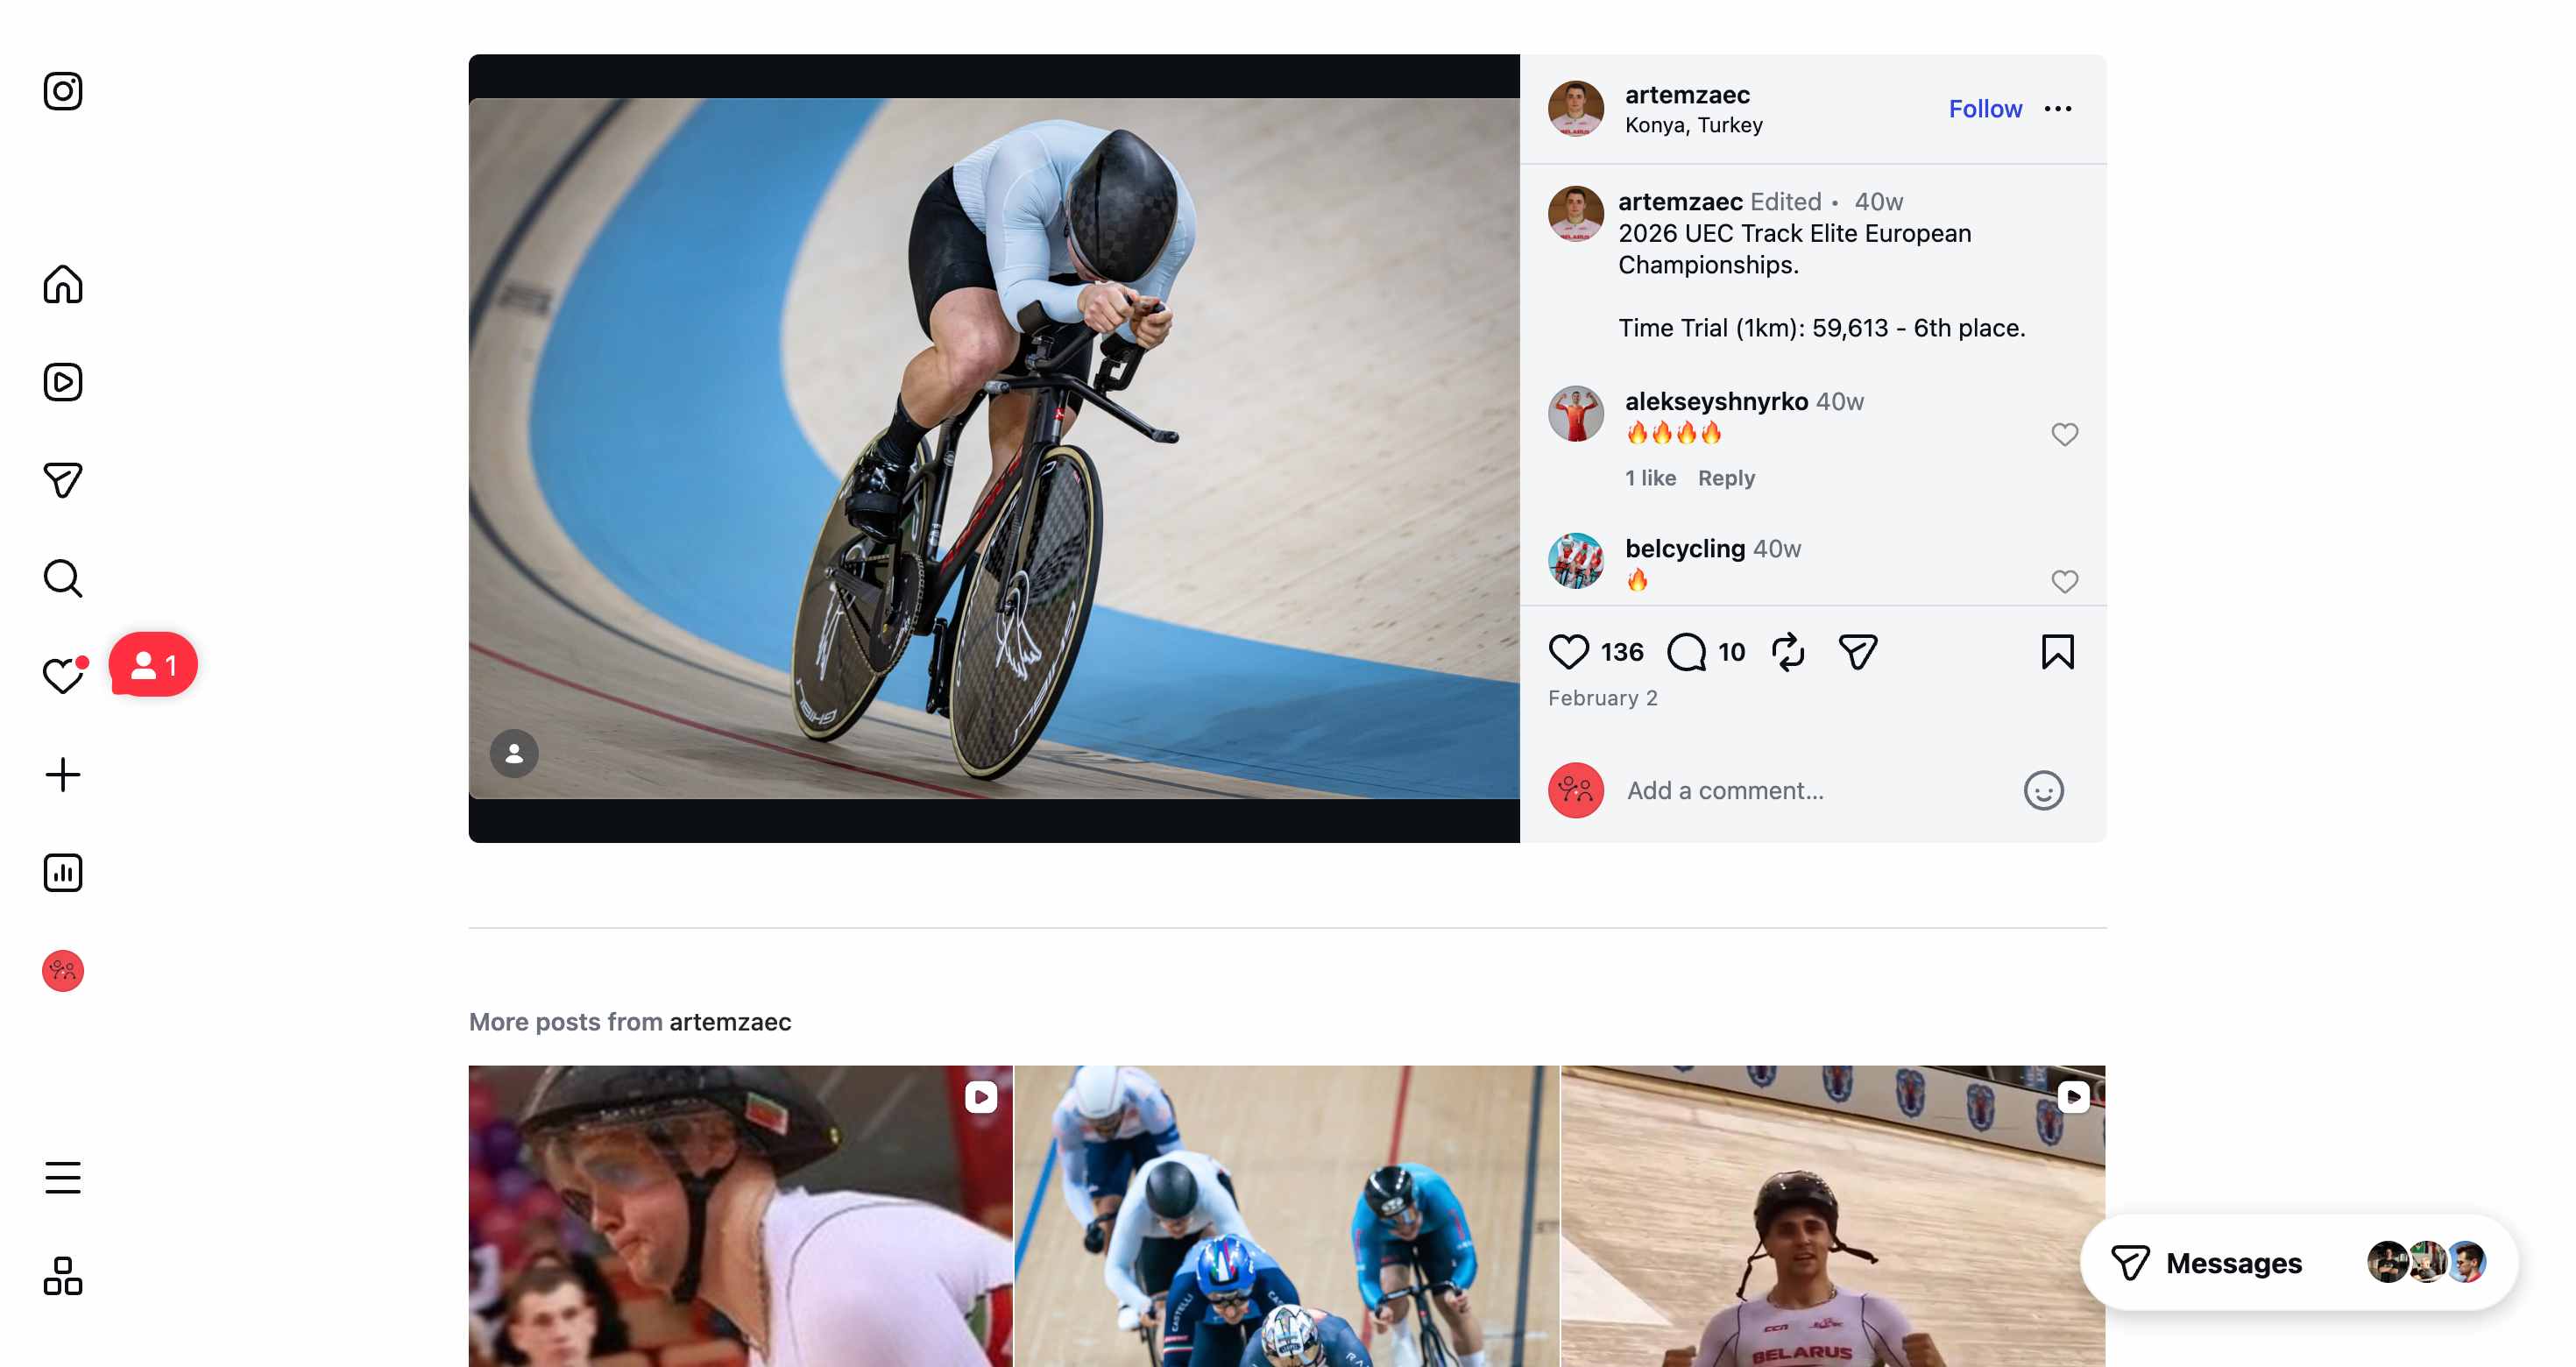 artemzaec
Konya, Turkey
Follow
artemzaec Edited • 40w
2026 UEC Track Elite European
Championships.
Time Trial (1km): 59,613 - 6th place.
alekseyshnyrko 40w
1 like Reply
belcycling 40w
136 10
February 2
Add a comment...
1
More posts from artemzaec
BELARUS
Messages